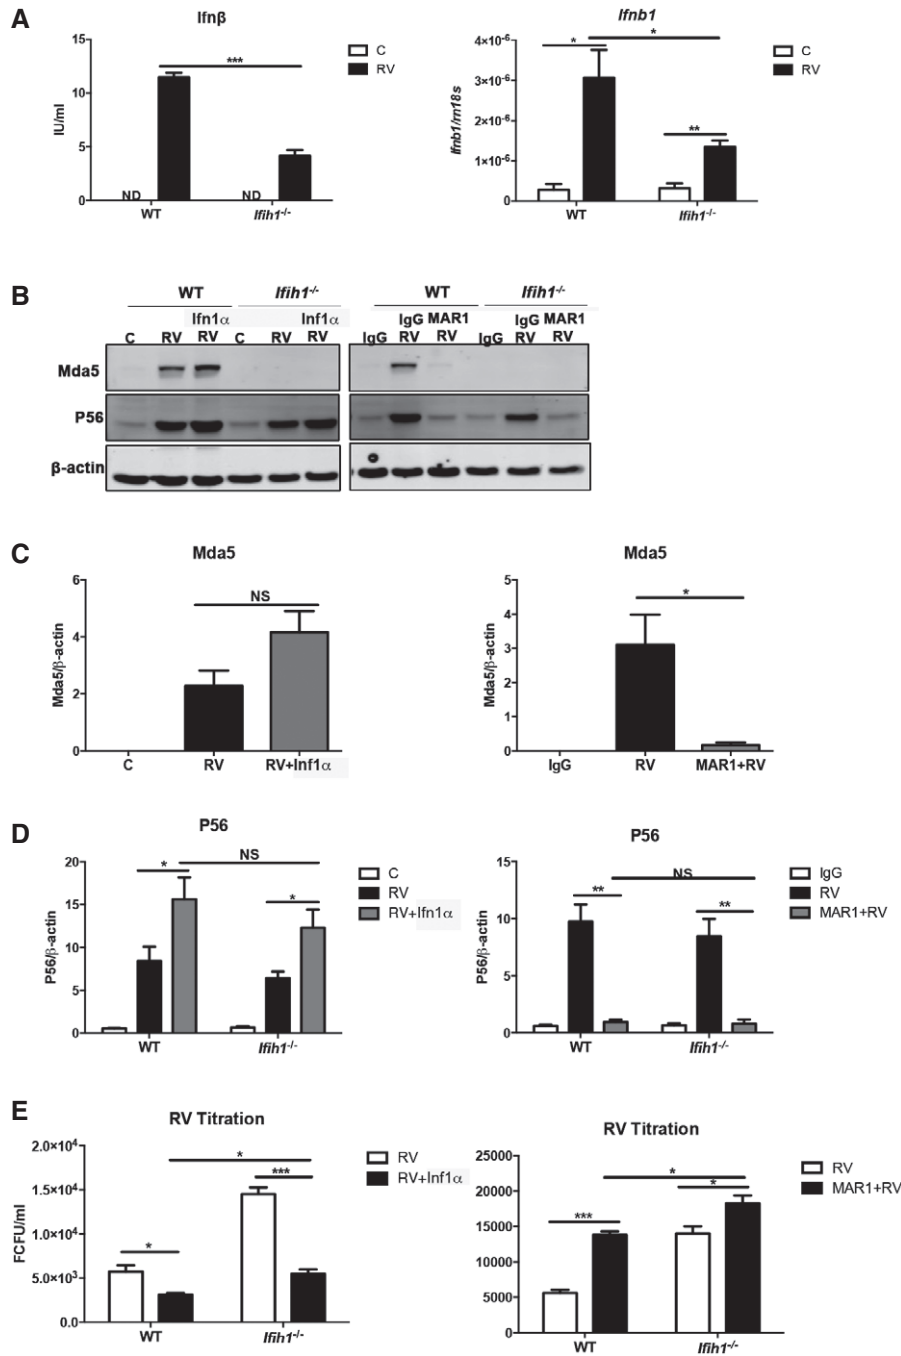 A
Ifnβ
15
10
5
0
IU/ml
***
ND
ND
WT
Ifih1-/-
C
RV
Ifnb1
4×10-6
3×10-6
2×10-6
1×10-6
0
Ifnb1/rn18s
*
*
**
WT
Ifih1-/-
C
RV
B
WT
Ifih1-/-
Ifn1α
Inf1α
C RV RV C RV RV
WT
Ifih1-/-
IgG MAR1
IgG MAR1
IgG RV RV IgG RV RV
Mda5
P56
β-actin
C
Mda5
6
4
2
0
Mda5/β-actin
NS
C RV RV+Inf1α
Mda5
5
4
3
2
1
0
Mda5/β-actin
*
IgG RV MAR1+RV
D
P56
20
15
10
5
0
P56/β-actin
*
NS
*
WT
Ifih1-/-
C
RV
RV+Ifn1α
P56
15
10
5
0
P56/β-actin
**
NS
**
WT
Ifih1-/-
IgG
RV
MAR1+RV
E
RV Titration
2.0×10⁴
1.5×10⁴
1.0×10⁴
5.0×10³
0.0
FCFU/ml
*
*
***
WT
Ifih1-/-
RV
RV+Inf1α
RV Titration
25000
20000
15000
10000
5000
0
***
*
*
WT
Ifih1-/-
RV
MAR1+RV